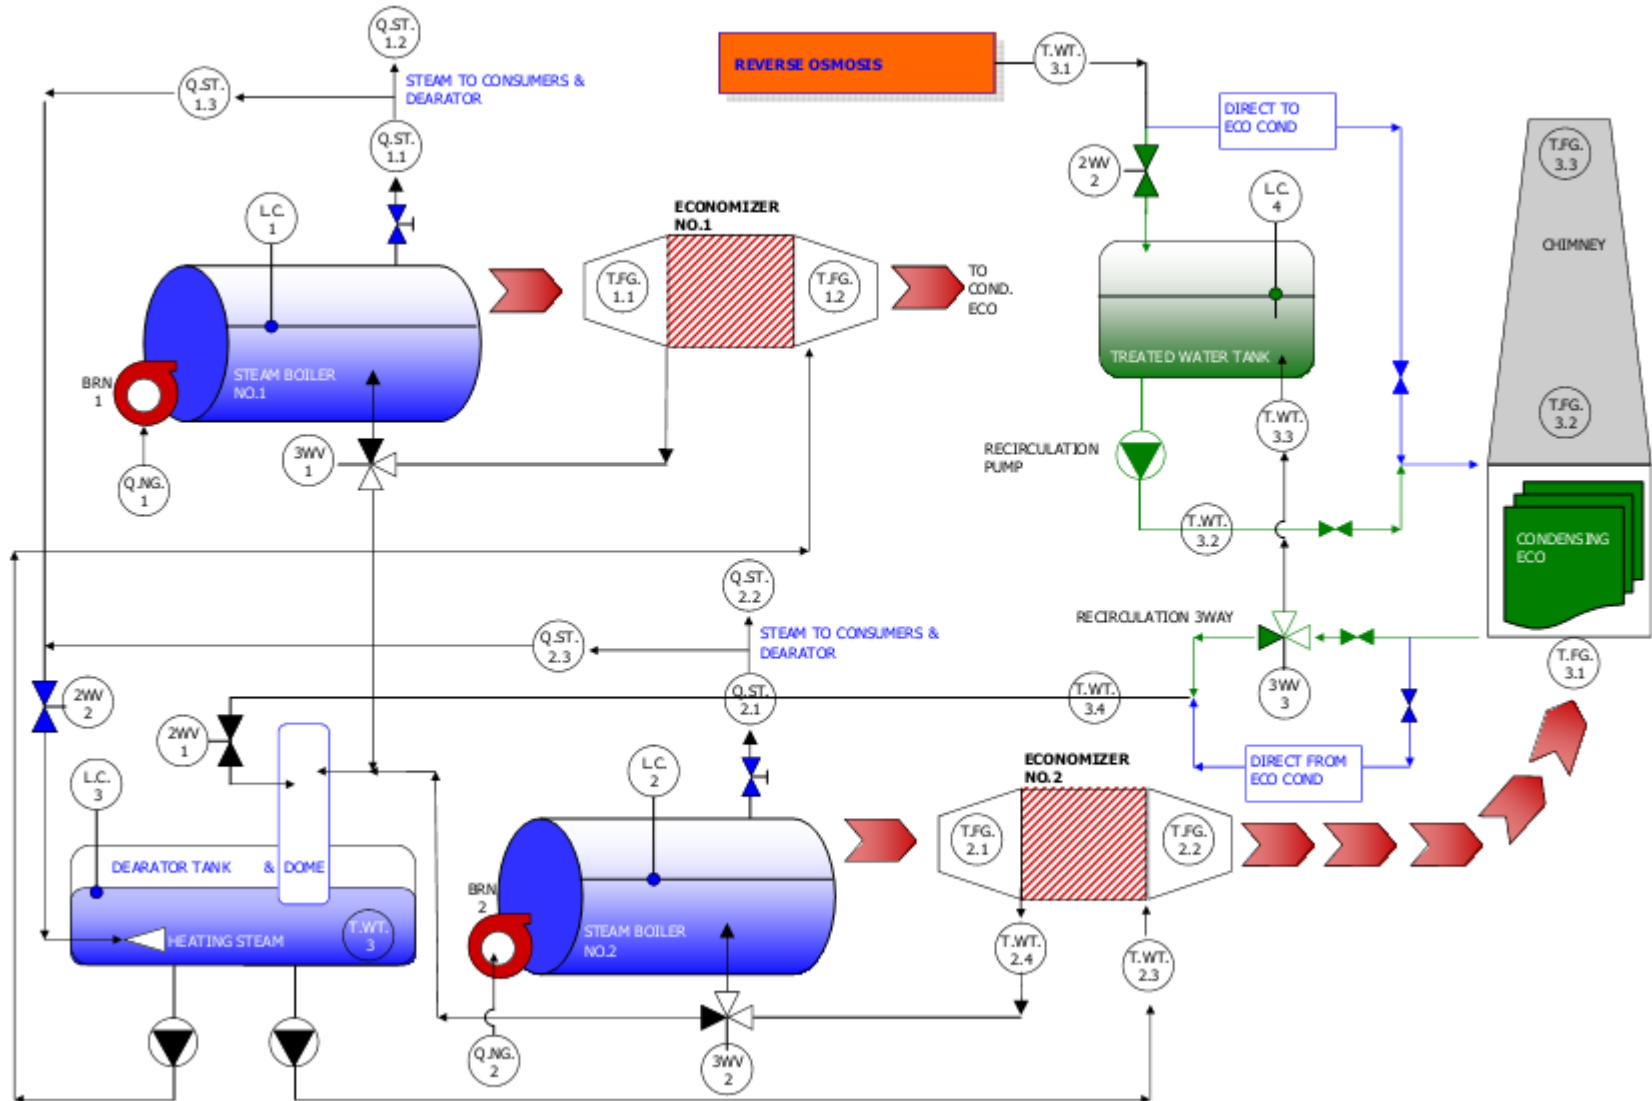 Q.ST.
1.2
STEAM TO CONSUMERS &
DEARATOR
Q.ST.
1.3
Q.ST.
1.1
REVERSE OSMOSIS
T.WT.
3.1
DIRECT TO
ECO COND
2WV
2
L.C.
4
T.FG.
3.3
CHIMNEY
L.C.
1
ECONOMIZER
NO.1
T.FG.
1.1
T.FG.
1.2
TO
COND.
ECO
TREATED WATER TANK
STEAM BOILER
NO.1
BRN
1
T.WT.
3.3
T.FG.
3.2
RECIRCULATION
PUMP
3WV
1
Q.NG.
1
T.WT.
3.2
CONDENSING
ECO
Q.ST.
2.2
RECIRCULATION 3WAY
STEAM TO CONSUMERS &
DEARATOR
Q.ST.
2.3
T.FG.
3.1
Q.ST.
2.1
T.WT.
3.4
3WV
3
2WV
2
2WV
1
ECONOMIZER
NO.2
DIRECT FROM
ECO COND
L.C.
3
L.C.
2
T.FG.
2.1
T.FG.
2.2
DEARATOR TANK & DOME
BRN
2
HEATING STEAM
T.WT.
3
STEAM BOILER
NO.2
T.WT.
2.4
T.WT.
2.3
Q.NG.
2
3WV
2